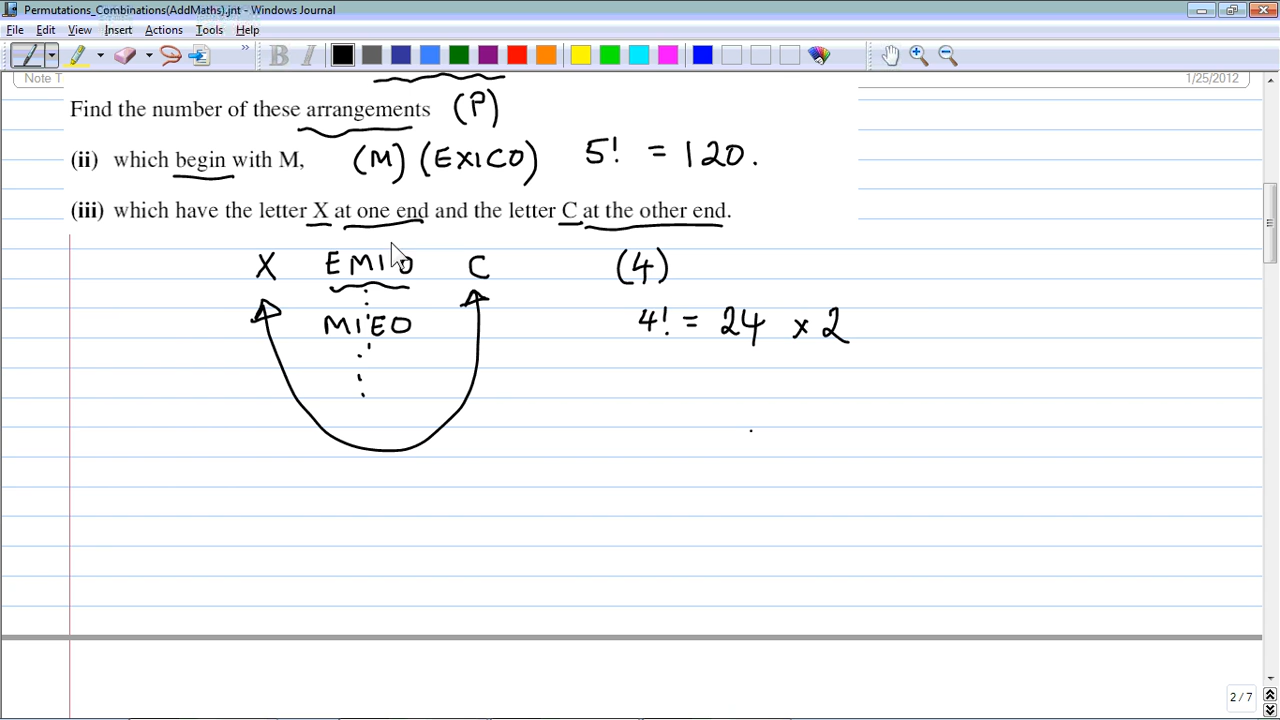 Permutations_Combinations(AddMaths).jnt - Windows Journal
File Edit View Insert Actions Tools Help
B I
Note T 1/25/2012
Find the number of these arrangements (P)
(ii) which begin with M, (M) (EXICO) 5! = 120.
(iii) which have the letter X at one end and the letter C at the other end.
X EMIO C (4)
MIEO 4! = 24 x 2
2 / 7